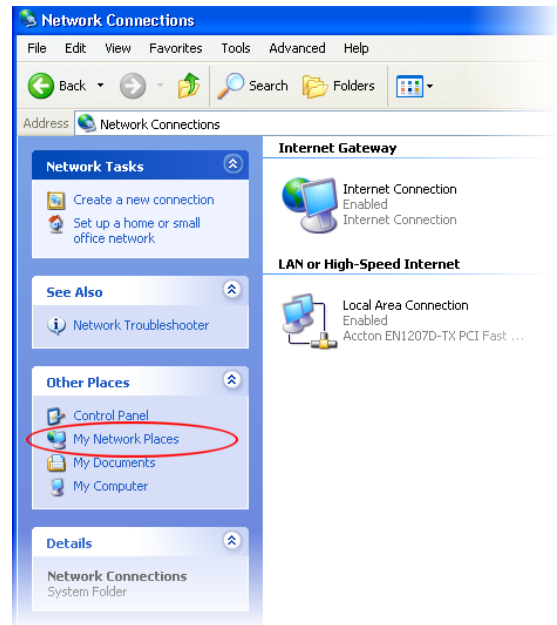 Network Connections
File Edit View Favorites Tools Advanced Help
Back Search Folders
Address Network Connections
Network Tasks
Create a new connection
Set up a home or small
office network
See Also
Network Troubleshooter
Other Places
Control Panel
My Network Places
My Documents
My Computer
Details
Network Connections
System Folder
Internet Gateway
Internet Connection
Enabled
Internet Connection
LAN or High-Speed Internet
Local Area Connection
Enabled
Accton EN1207D-TX PCI Fast ...